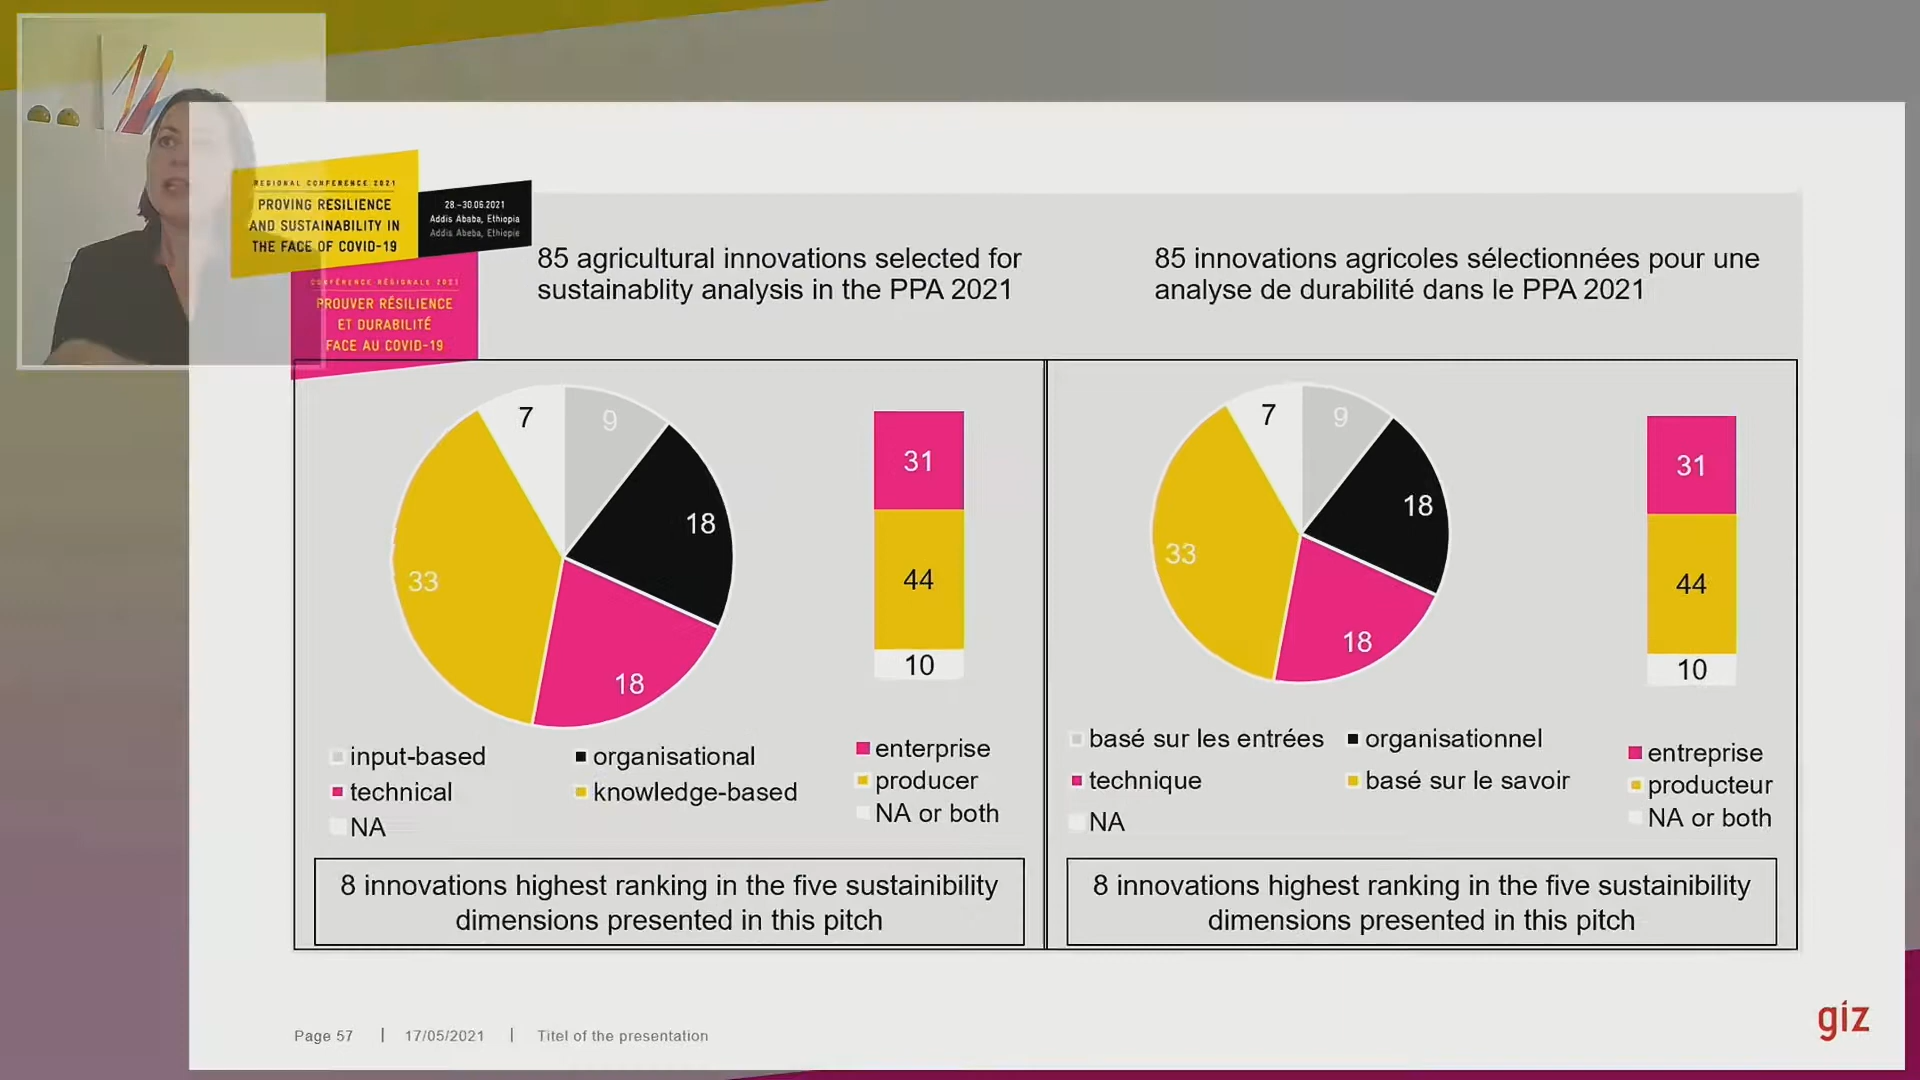 REGIONAL CONFERENCE 2021
PROVING RESILIENCE
AND SUSTAINABILITY IN
THE FACE OF COVID-19
28.–30.06.2021
Addis Ababa, Ethiopia
Addis Abeba, Ethiopie
CONFÉRENCE RÉGIONALE 2021
PROUVER RÉSILIENCE
ET DURABILITÉ
FACE AU COVID-19
85 agricultural innovations selected for
sustainablity analysis in the PPA 2021
85 innovations agricoles sélectionnées pour une
analyse de durabilité dans le PPA 2021
7
9
18
33
18
31
44
10
input-based
organisational
technical
knowledge-based
NA
enterprise
producer
NA or both
8 innovations highest ranking in the five sustainibility
dimensions presented in this pitch
7
9
18
33
18
31
44
10
basé sur les entrées
organisationnel
technique
basé sur le savoir
NA
entreprise
producteur
NA or both
8 innovations highest ranking in the five sustainibility
dimensions presented in this pitch
Page 57 | 17/05/2021 | Titel of the presentation
giz